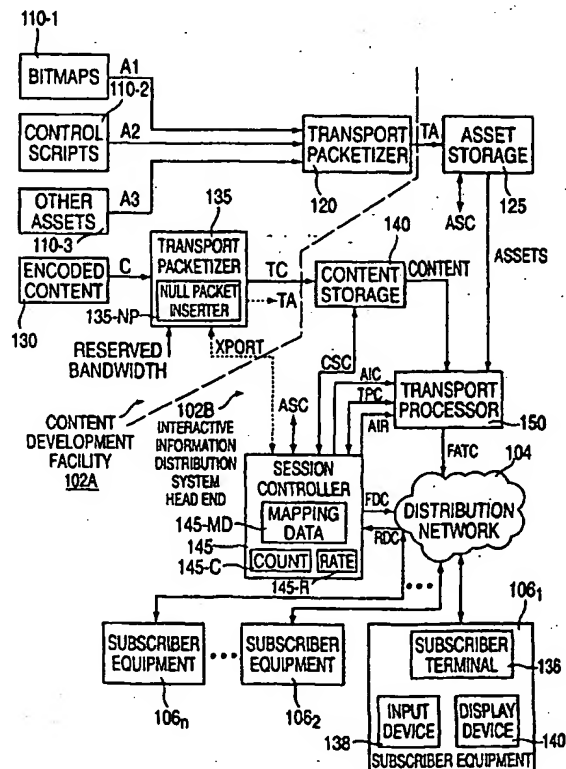 110-1
BITMAPS
A1
110-2
CONTROL
SCRIPTS
A2
OTHER
ASSETS
A3
110-3
TRANSPORT
PACKETIZER
120
TA
ASSET
STORAGE
125
ASC
ASSETS
ENCODED
CONTENT
130
C
135
TRANSPORT
PACKETIZER
NULL PACKET
INSERTER
135-NP
TC
TA
140
CONTENT
STORAGE
CONTENT
RESERVED
BANDWIDTH
XPORT
CSC
AIC
TPC
AIR
TRANSPORT
PROCESSOR
150
FATC
CONTENT
DEVELOPMENT
FACILITY
102A
102B
INTERACTIVE
INFORMATION
DISTRIBUTION
SYSTEM
HEAD END
ASC
SESSION
CONTROLLER
MAPPING
DATA
145-MD
145
145-C
COUNT
RATE
145-R
FDC
RDC
104
DISTRIBUTION
NETWORK
SUBSCRIBER
EQUIPMENT
106n
SUBSCRIBER
EQUIPMENT
1062
1061
SUBSCRIBER
TERMINAL
136
INPUT
DEVICE
138
DISPLAY
DEVICE
140
SUBSCRIBER EQUIPMENT